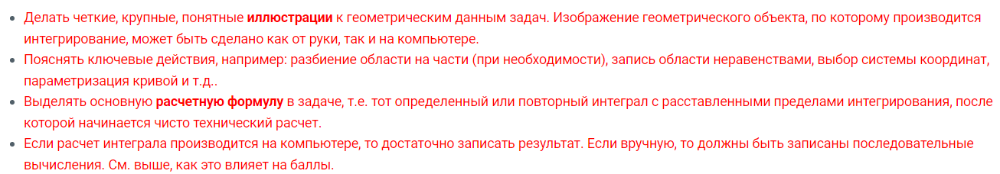 Делать четкие, крупные, понятные иллюстрации к геометрическим данным задач. Изображение геометрического объекта, по которому производится
интегрирование, может быть сделано как от руки, так и на компьютере.
Пояснять ключевые действия, например: разбиение области на части (при необходимости), запись области неравенствами, выбор системы координат,
параметризация кривой и т.д..
Выделять основную расчетную формулу в задаче, т.е. тот определенный или повторный интеграл с расставленными пределами интегрирования, после
которой начинается чисто технический расчет.
Если расчет интеграла производится на компьютере, то достаточно записать результат. Если вручную, то должны быть записаны последовательные
вычисления. См. выше, как это влияет на баллы.